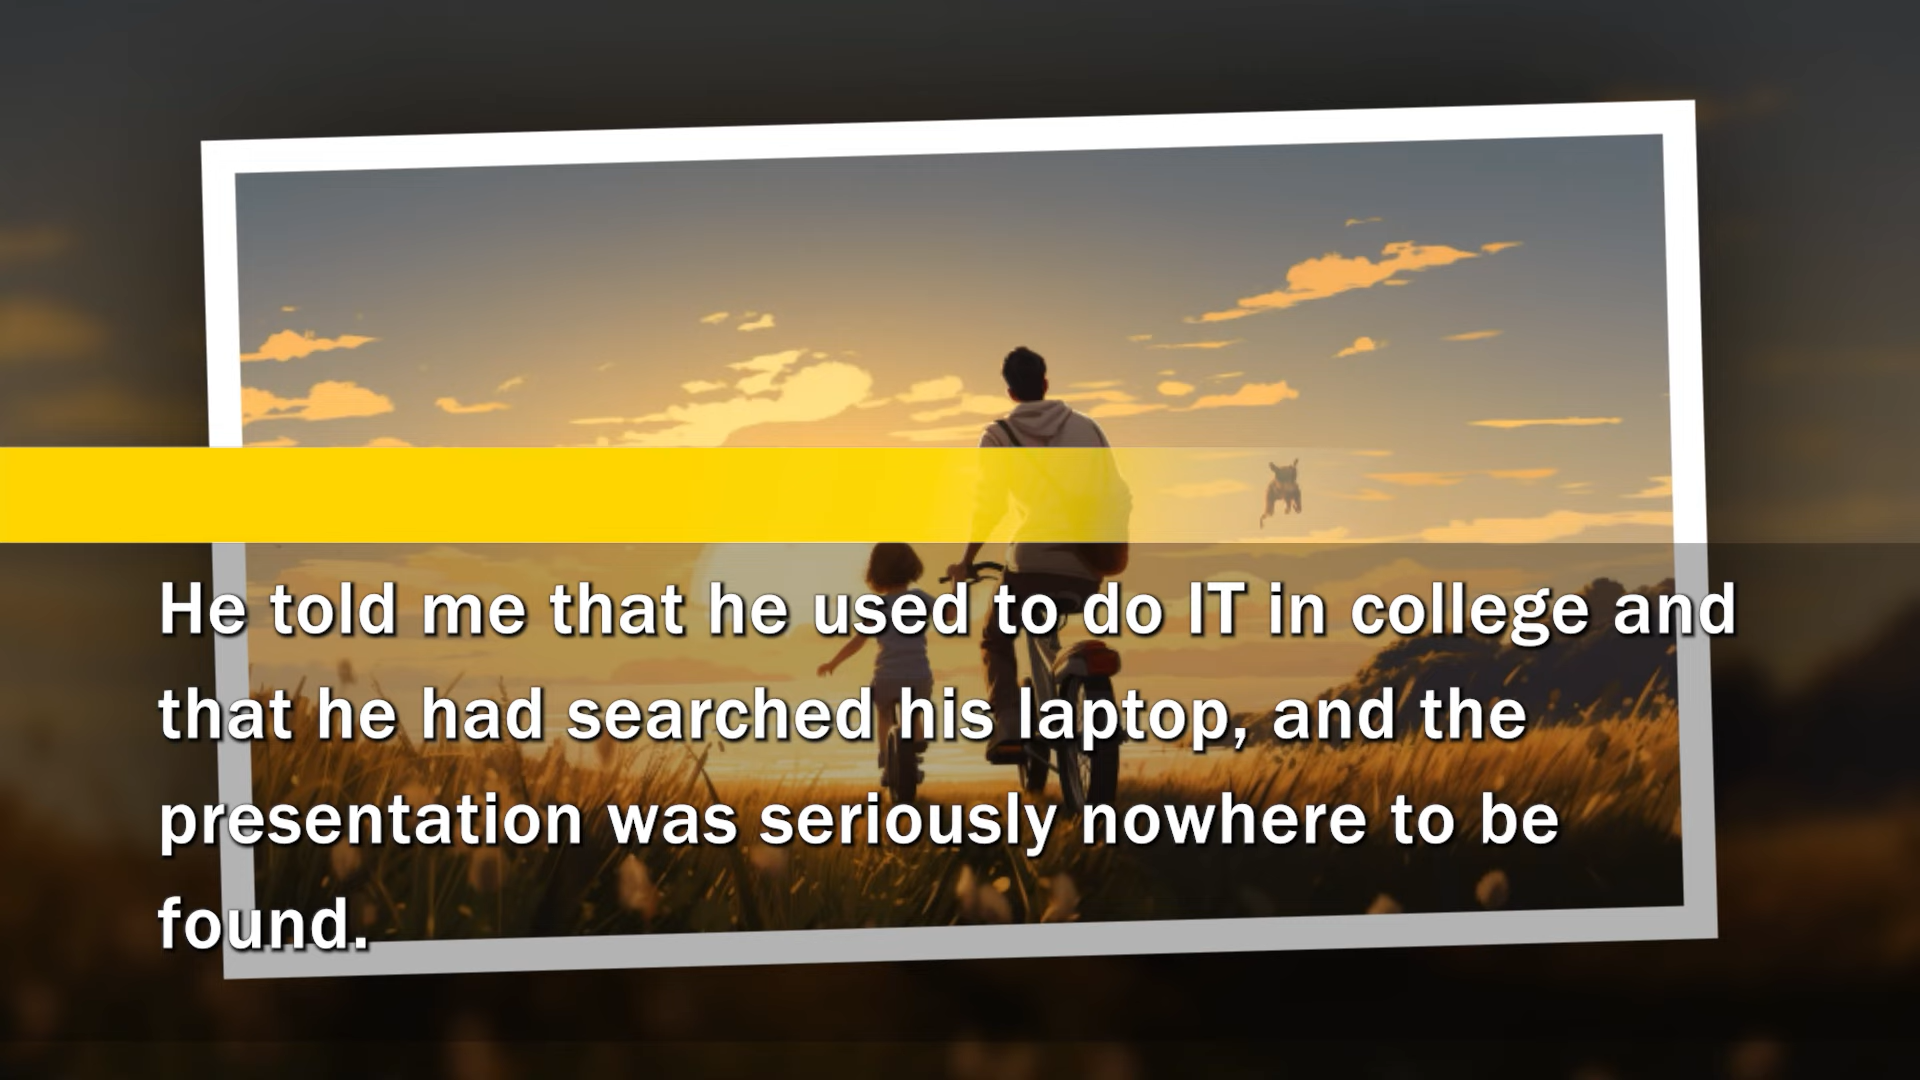 He told me that he used to do IT in college and
that he had searched his laptop, and the
presentation was seriously nowhere to be
found.